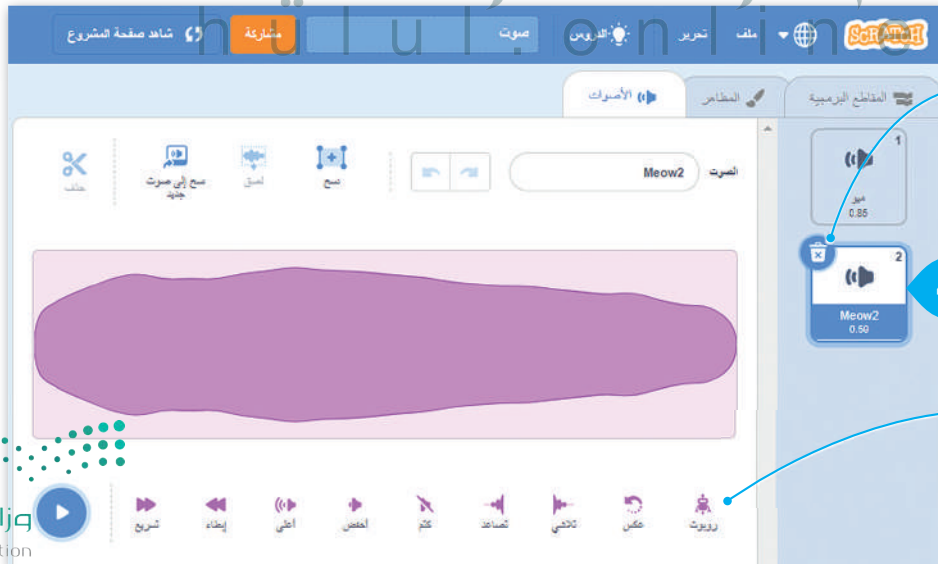 hulul.online
SCRATCH ملف تحرير الدروس صوت مشاركة شاهد صفحة المشروع
المقاطع البرمجية المظاهر الأصوات
1
ميو
0.85
2
Meow2
0.50
الصوت Meow2
نسخ لصق نسخ إلى صوت جديد حذف
روبوت عكس تلاشي تصاعد كتم أخفض أعلى إبطاء تسريع
وزا
tion